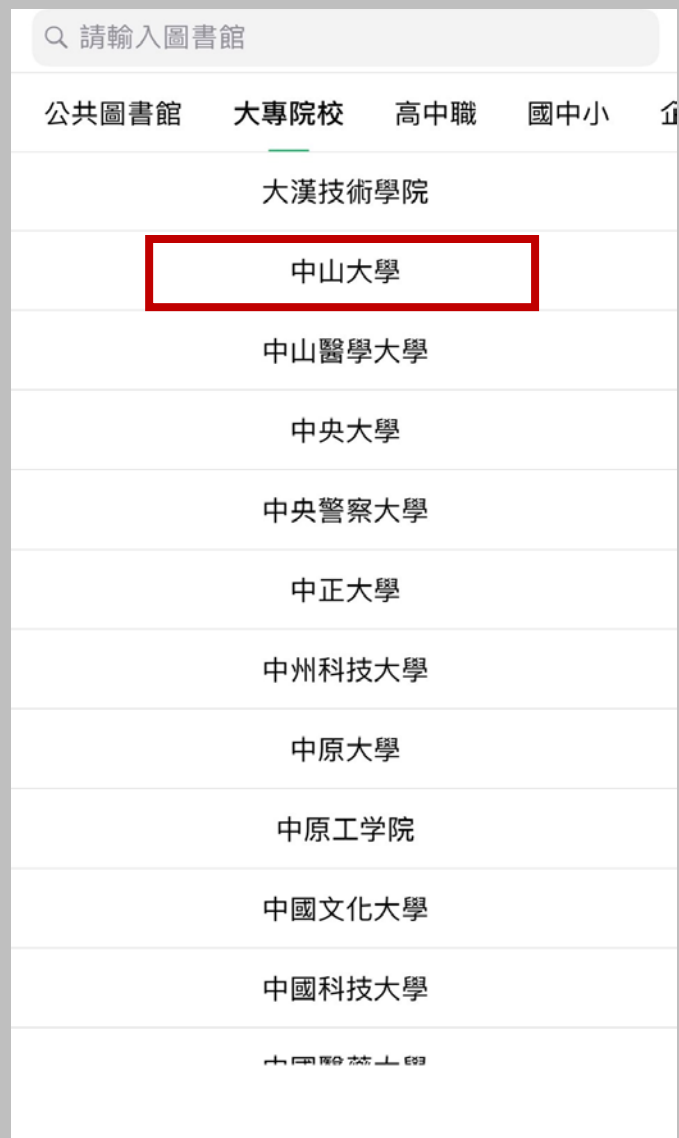 請輸入圖書館
公共圖書館 大專院校 高中職 國中小
大漢技術學院
中山大學
中山醫學大學
中央大學
中央警察大學
中正大學
中州科技大學
中原大學
中原工学院
中國文化大學
中國科技大學